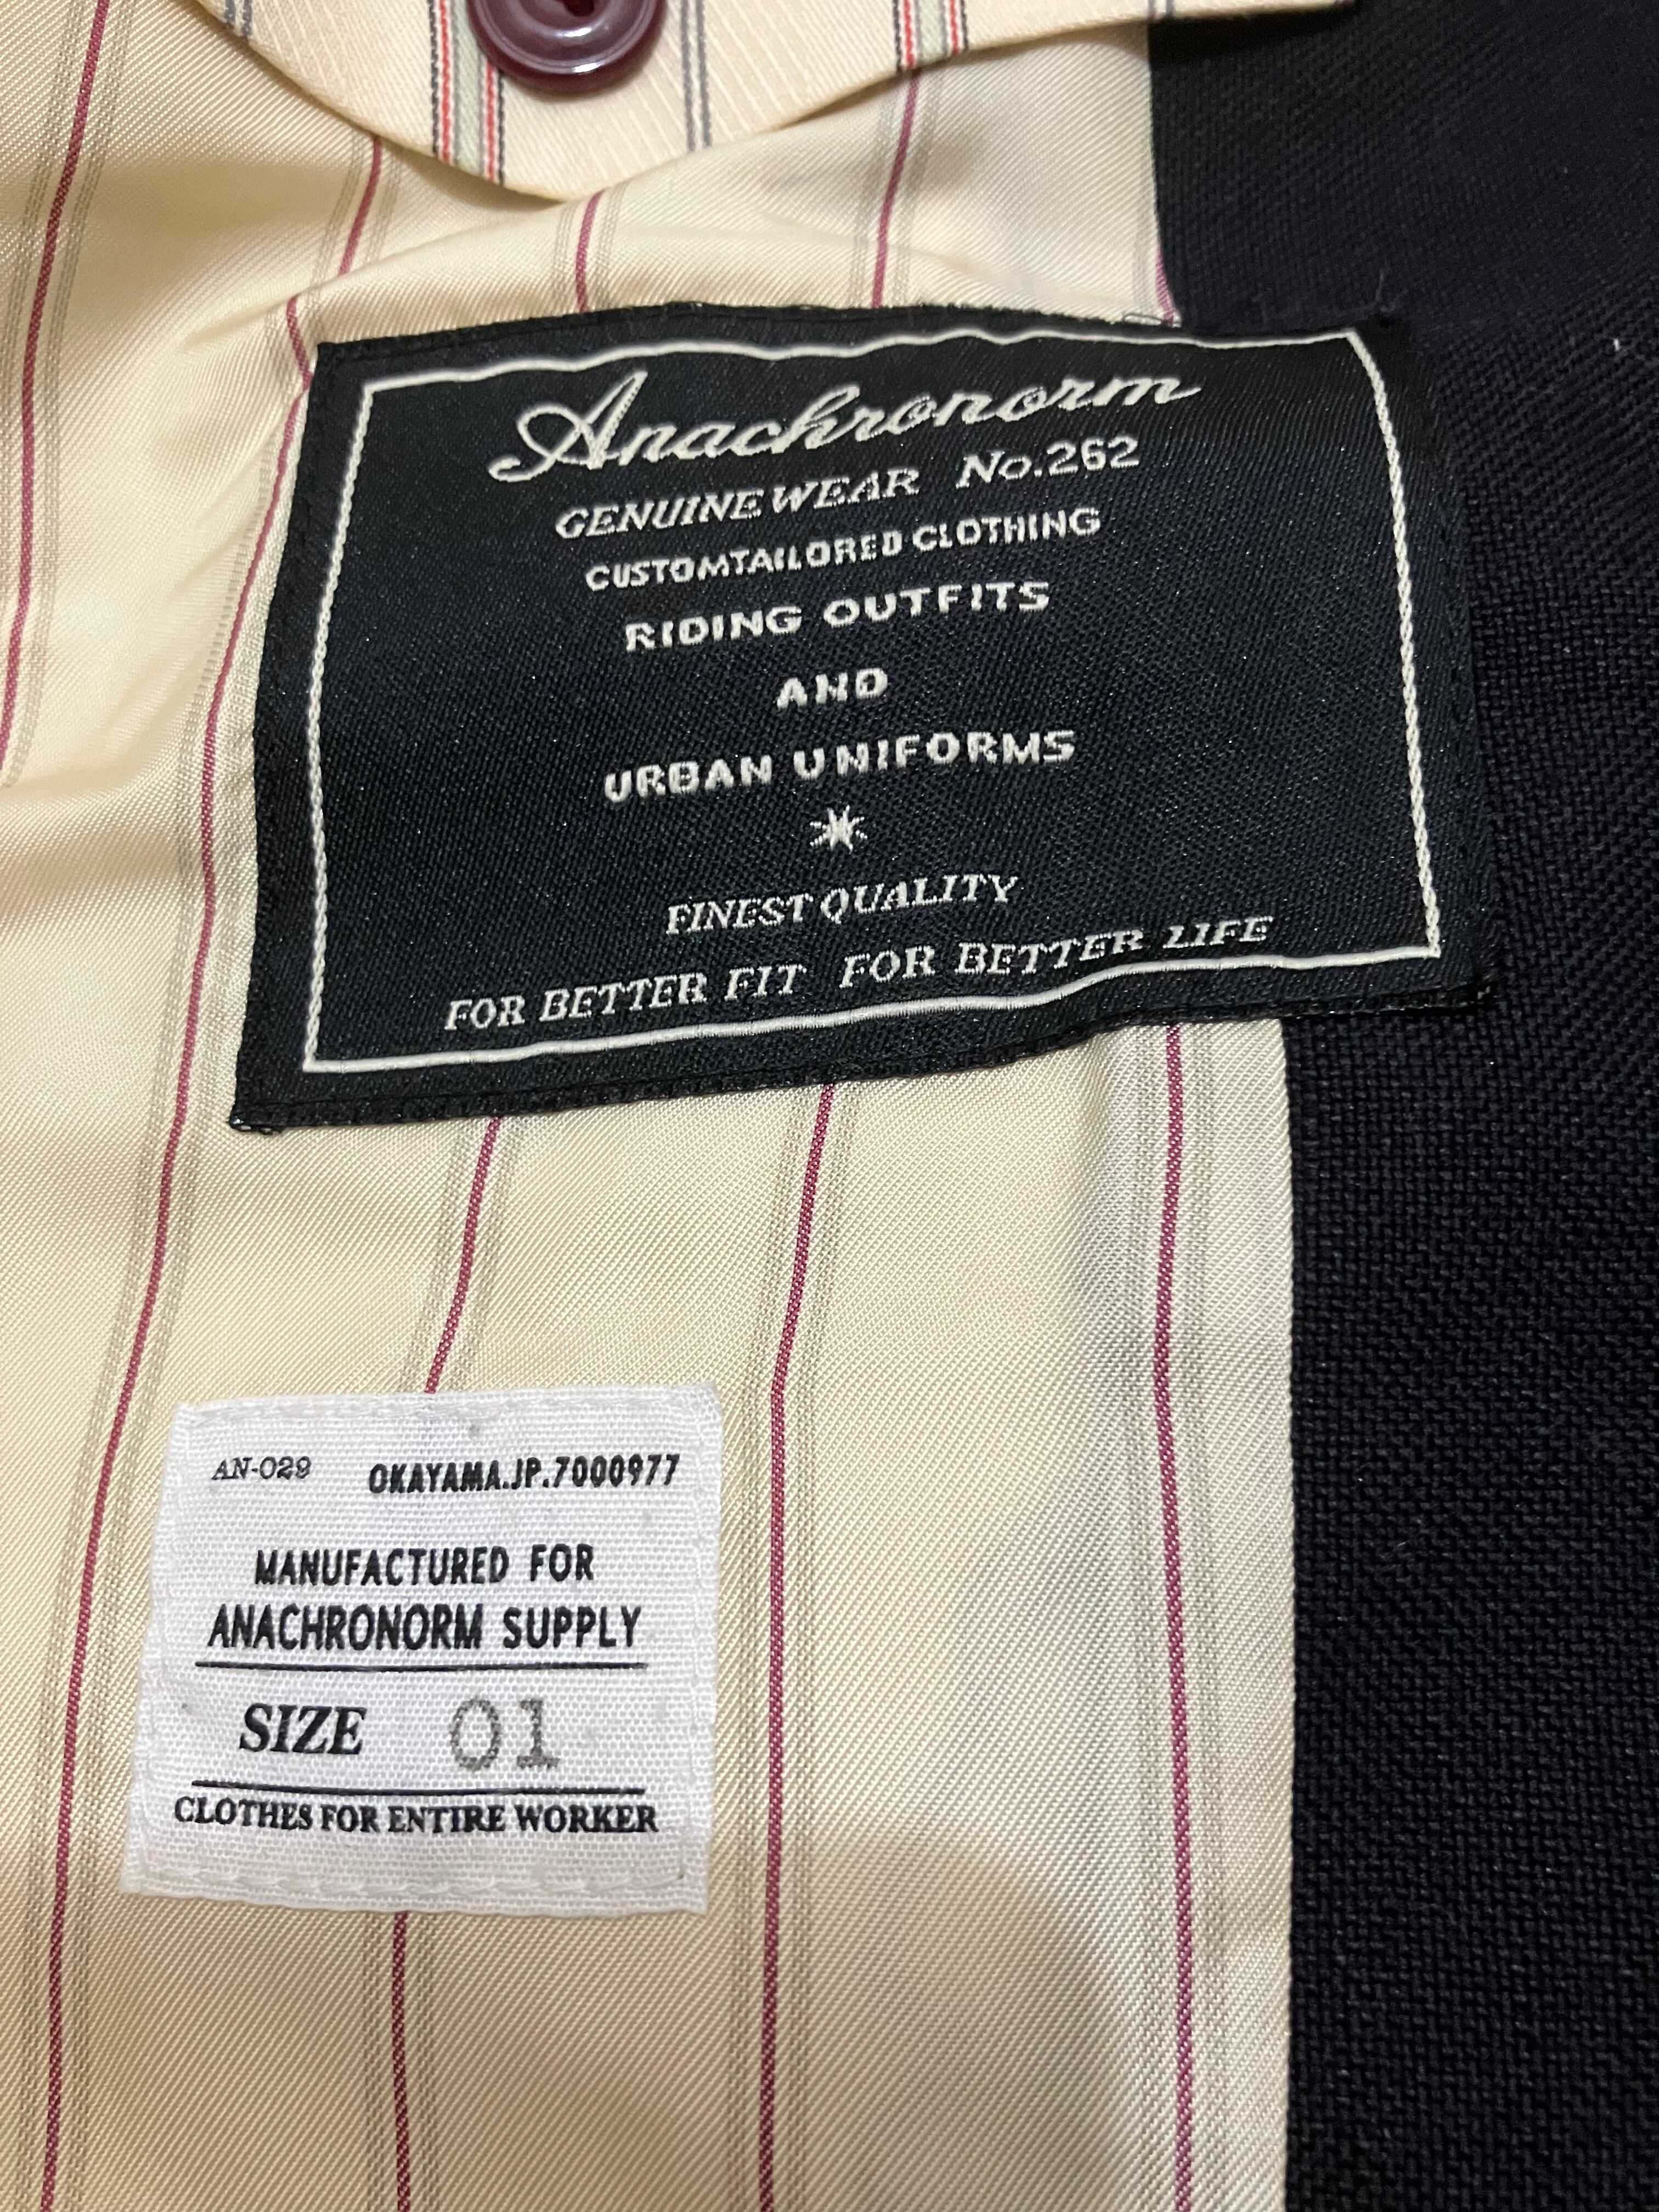 Anachronorm
GENUINE WEAR No.262
CUSTOMTAILORED CLOTHING
RIDING OUTFITS
AND
URBAN UNIFORMS
FINEST QUALITY
FOR BETTER FIT FOR BETTER LIFE
AN-029 OKAYAMA.JP.7000977
MANUFACTURED FOR
ANACHRONORM SUPPLY
SIZE 01
CLOTHES FOR ENTIRE WORKER